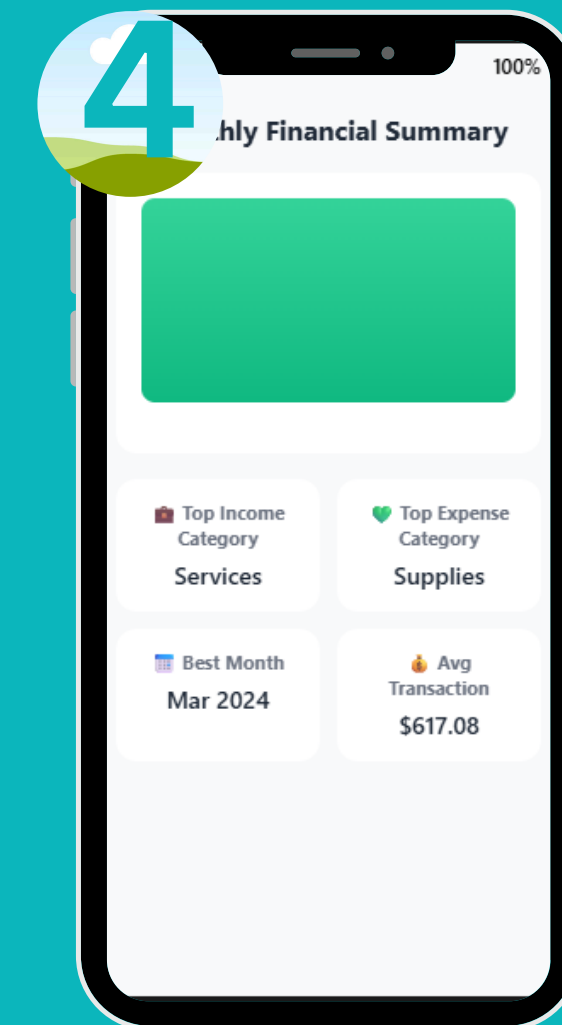 4
100%
hly Financial Summary
Top Income
Category
Services
Top Expense
Category
Supplies
Best Month
Mar 2024
Avg
Transaction
$617.08